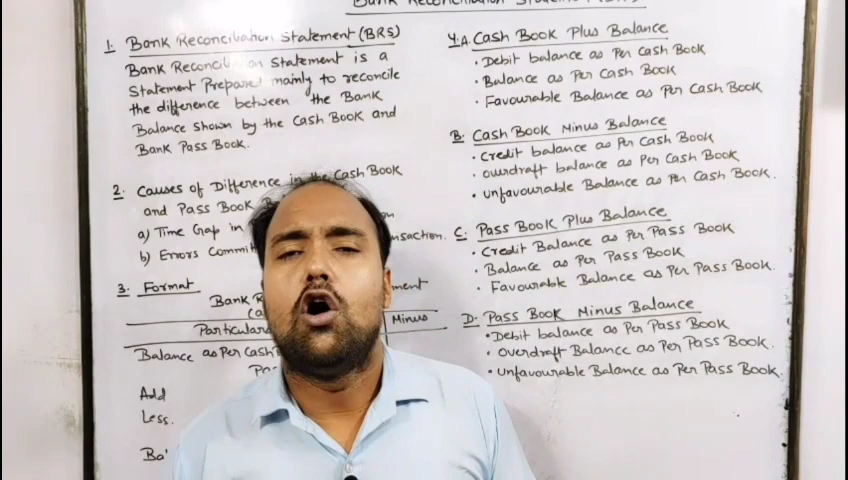 Bank Reconciliation Statement (BRS)
1. Bank Reconciliation Statement (BRS)
Bank Reconciliation Statement is a
Statement Prepared mainly to reconcile
the difference between the Bank
Balance shown by the Cash Book and
Bank Pass Book.
2. Causes of Difference in the Cash Book
and Pass Book
a) Time Gap in
b) Errors
3. Format
Bank
Particulars Minus
Balance as Per Cash
Add
Less.
4. A. Cash Book Plus Balance
• Debit balance as Per Cash Book
• Balance as Per Cash Book
• Favourable Balance as Per Cash Book
B. Cash Book Minus Balance
• Credit balance as Per Cash Book
• overdraft balance as Per Cash Book
• unfavourable Balance as Per Cash Book.
C. Pass Book Plus Balance
• Credit Balance as Per Pass Book
• Balance as Per Pass Book
• Favourable Balance as Per Pass Book.
D. Pass Book Minus Balance
• Debit balance as Per Pass Book
• Overdraft Balance as Per Pass Book.
• Unfavourable Balance as Per Pass Book.